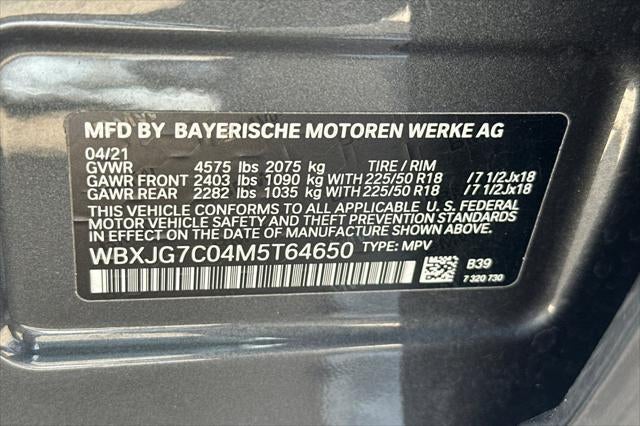 MFD BY BAYERISCHE MOTOREN WERKE AG
04/21
GVWR 4575 lbs 2075 kg TIRE / RIM
GAWR FRONT 2403 lbs 1090 kg WITH 225/50 R18 /7 1/2Jx18
GAWR REAR 2282 lbs 1035 kg WITH 225/50 R18 /7 1/2Jx18
THIS VEHICLE CONFORMS TO ALL APPLICABLE U. S. FEDERAL
MOTOR VEHICLE SAFETY AND THEFT PREVENTION STANDARDS
IN EFFECT ON THE DATE OF MANUFACTURE SHOWN ABOVE.
WBXJG7C04M5T64650 TYPE: MPV
B39
7 320 730